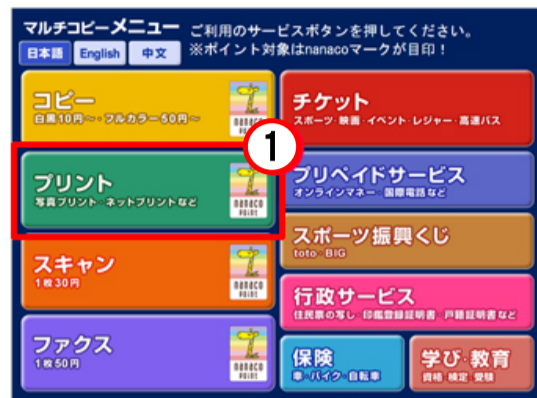 マルチコピーメニュー
ご利用のサービスボタンを押してください。
日本語 English 中文
※ポイント対象はnanacoマークが目印！
コピー
白黒10円～・フルカラー50円～
nanaco
POINT
チケット
スポーツ・映画・イベント・レジャー・高速バス
1
プリント
写真プリント・ネットプリントなど
nanaco
POINT
プリペイドサービス
オンラインマネー・国際電話など
スキャン
1枚30円
nanaco
POINT
スポーツ振興くじ
toto・BIG
行政サービス
住民票の写し・印鑑登録証明書・戸籍証明書など
ファクス
1枚50円
nanaco
POINT
保険
車・バイク・自転車
学び・教育
資格・検定・受験